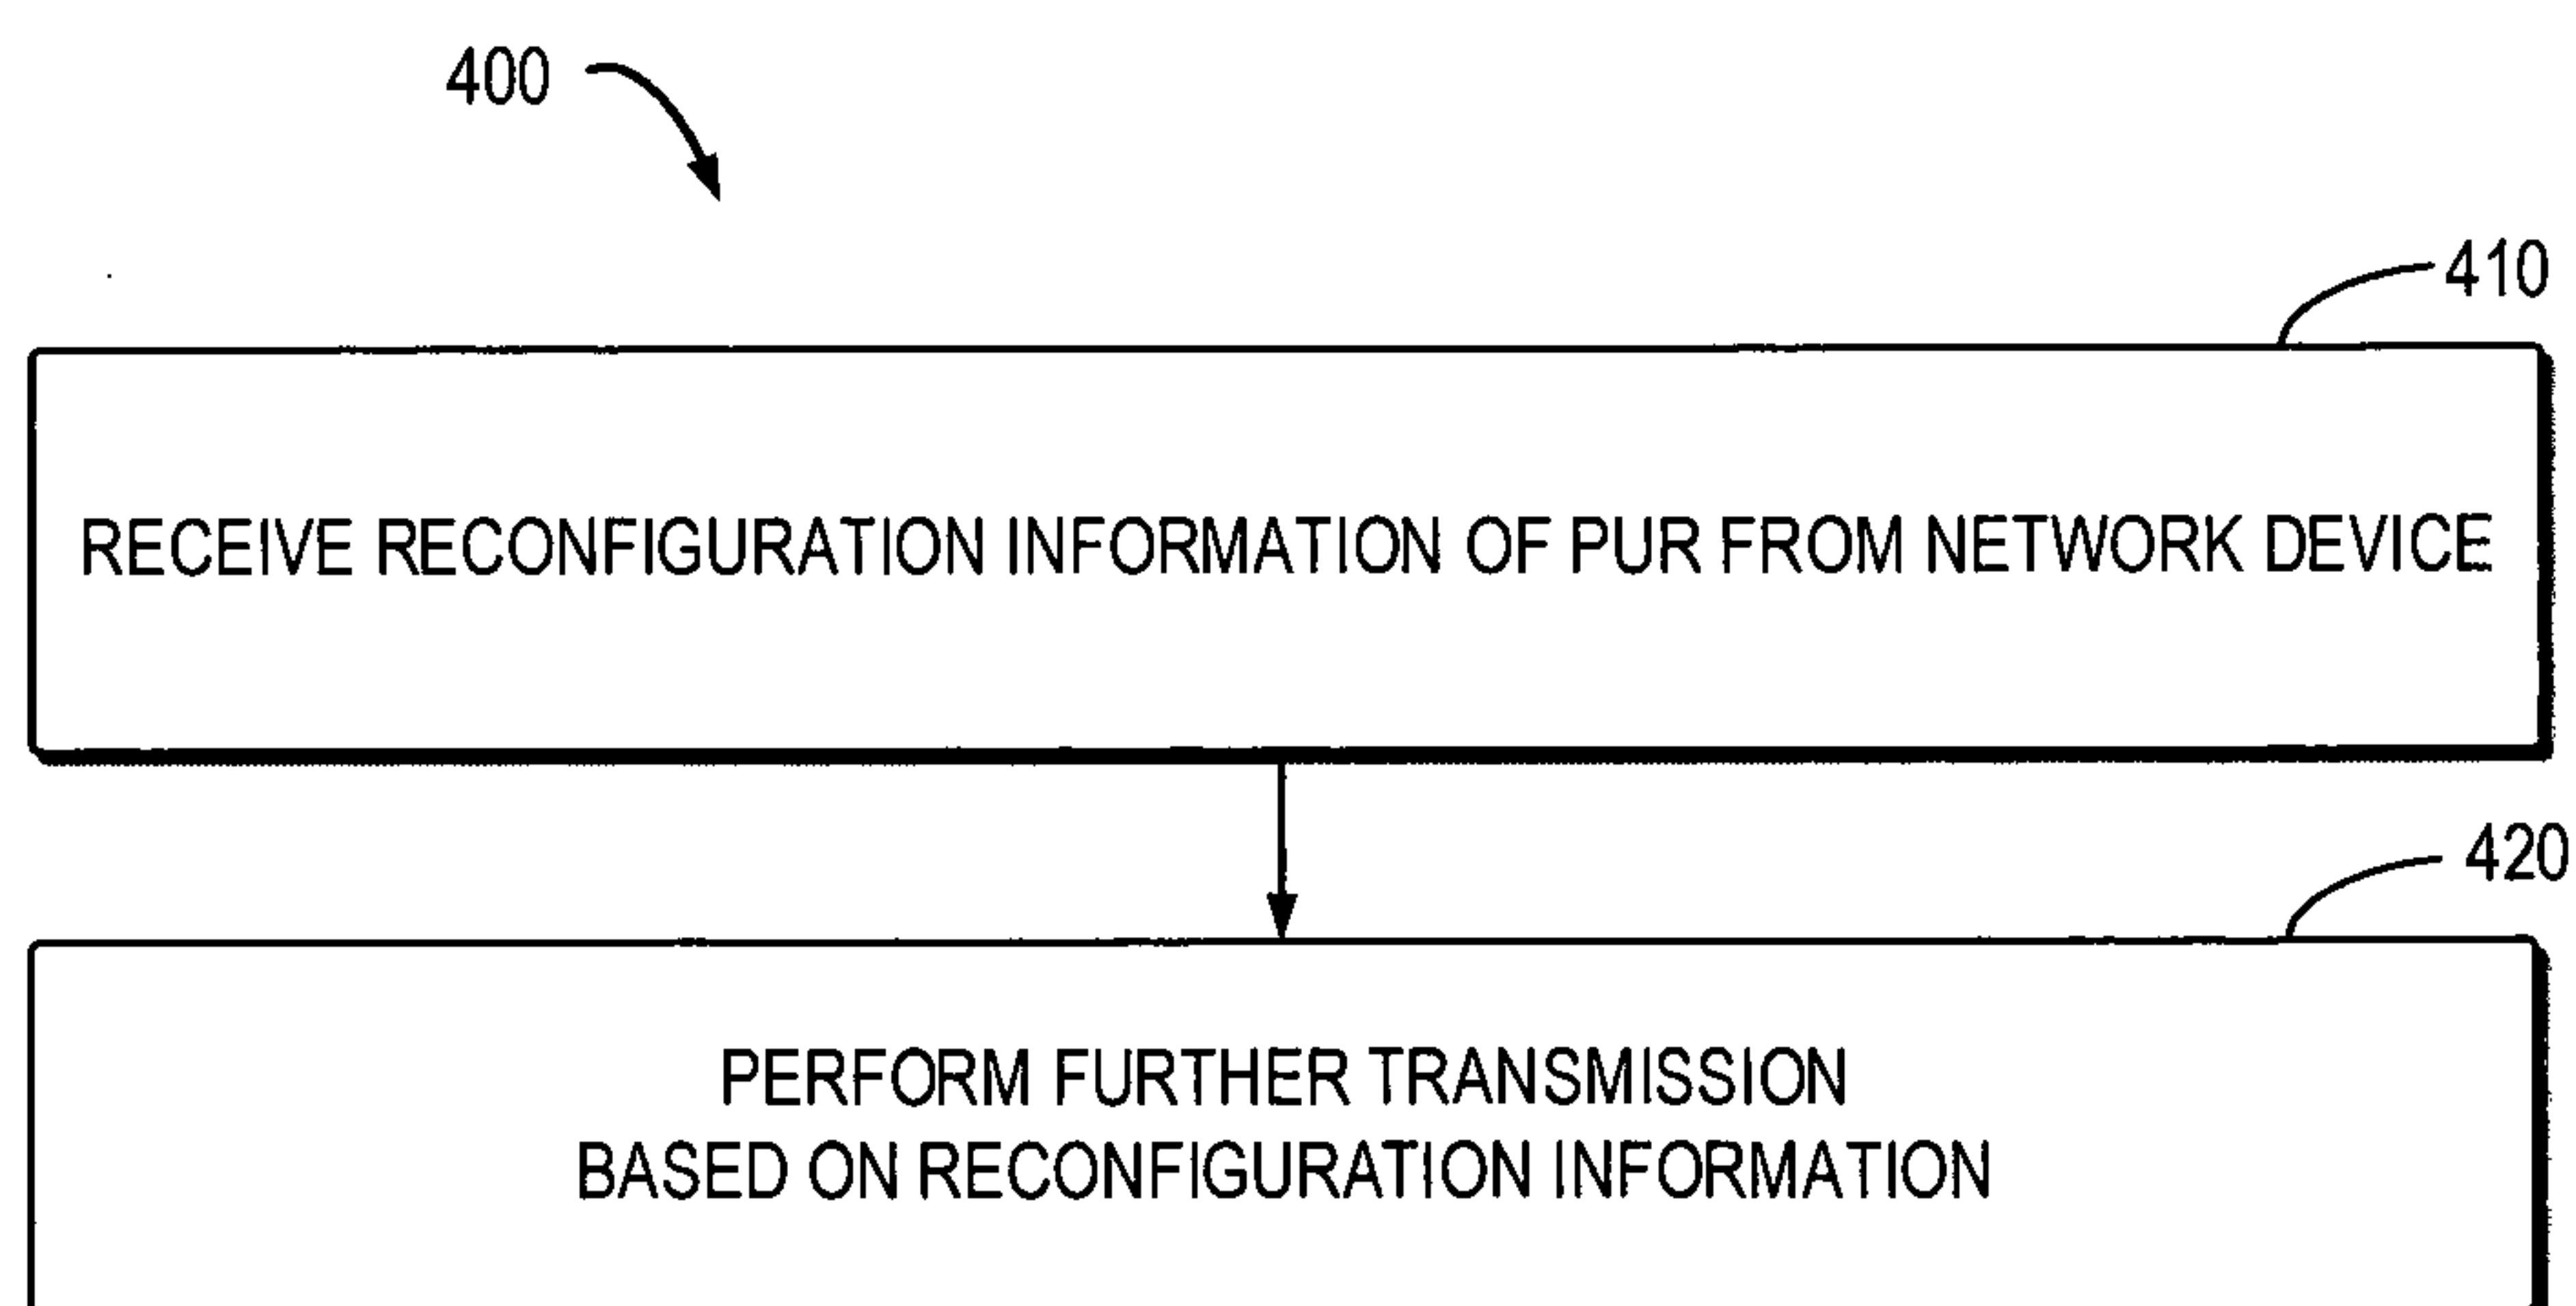 400
410
RECEIVE RECONFIGURATION INFORMATION OF PUR FROM NETWORK DEVICE
420
PERFORM FURTHER TRANSMISSION
BASED ON RECONFIGURATION INFORMATION